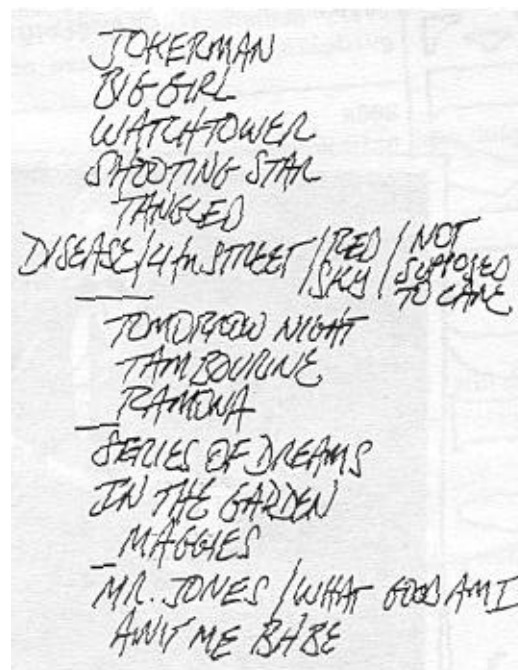 JOKERMAN
BIG GIRL
WATCHTOWER
SHOOTING STAR
TANGLED
DISEASE / 4th STREET / RED SKY / NOT SUPPOSED TO CARE
TOMORROW NIGHT
TAMBOURINE
RAMONA
SERIES OF DREAMS
IN THE GARDEN
MAGGIES
MR. JONES / WHAT GOOD AM I
AINT ME BABE